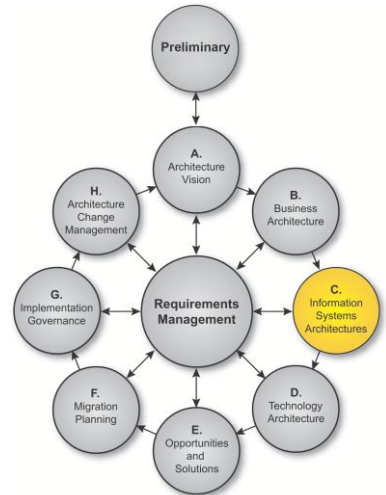 Preliminary
A.
Architecture
Vision
B.
Business
Architecture
C.
Information
Systems
Architectures
D.
Technology
Architecture
E.
Opportunities
and
Solutions
F.
Migration
Planning
G.
Implementation
Governance
H.
Architecture
Change
Management
Requirements
Management